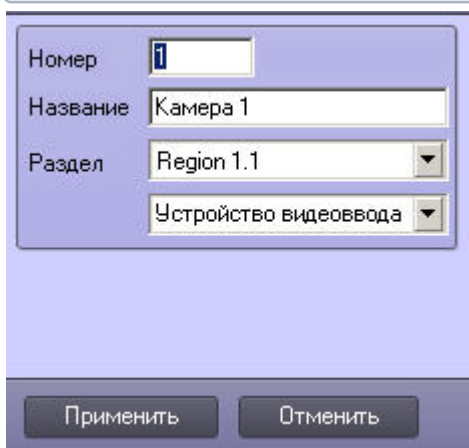 Номер 1
Название Камера 1
Раздел Region 1.1
Устройство видеоввода
Применить Отменить